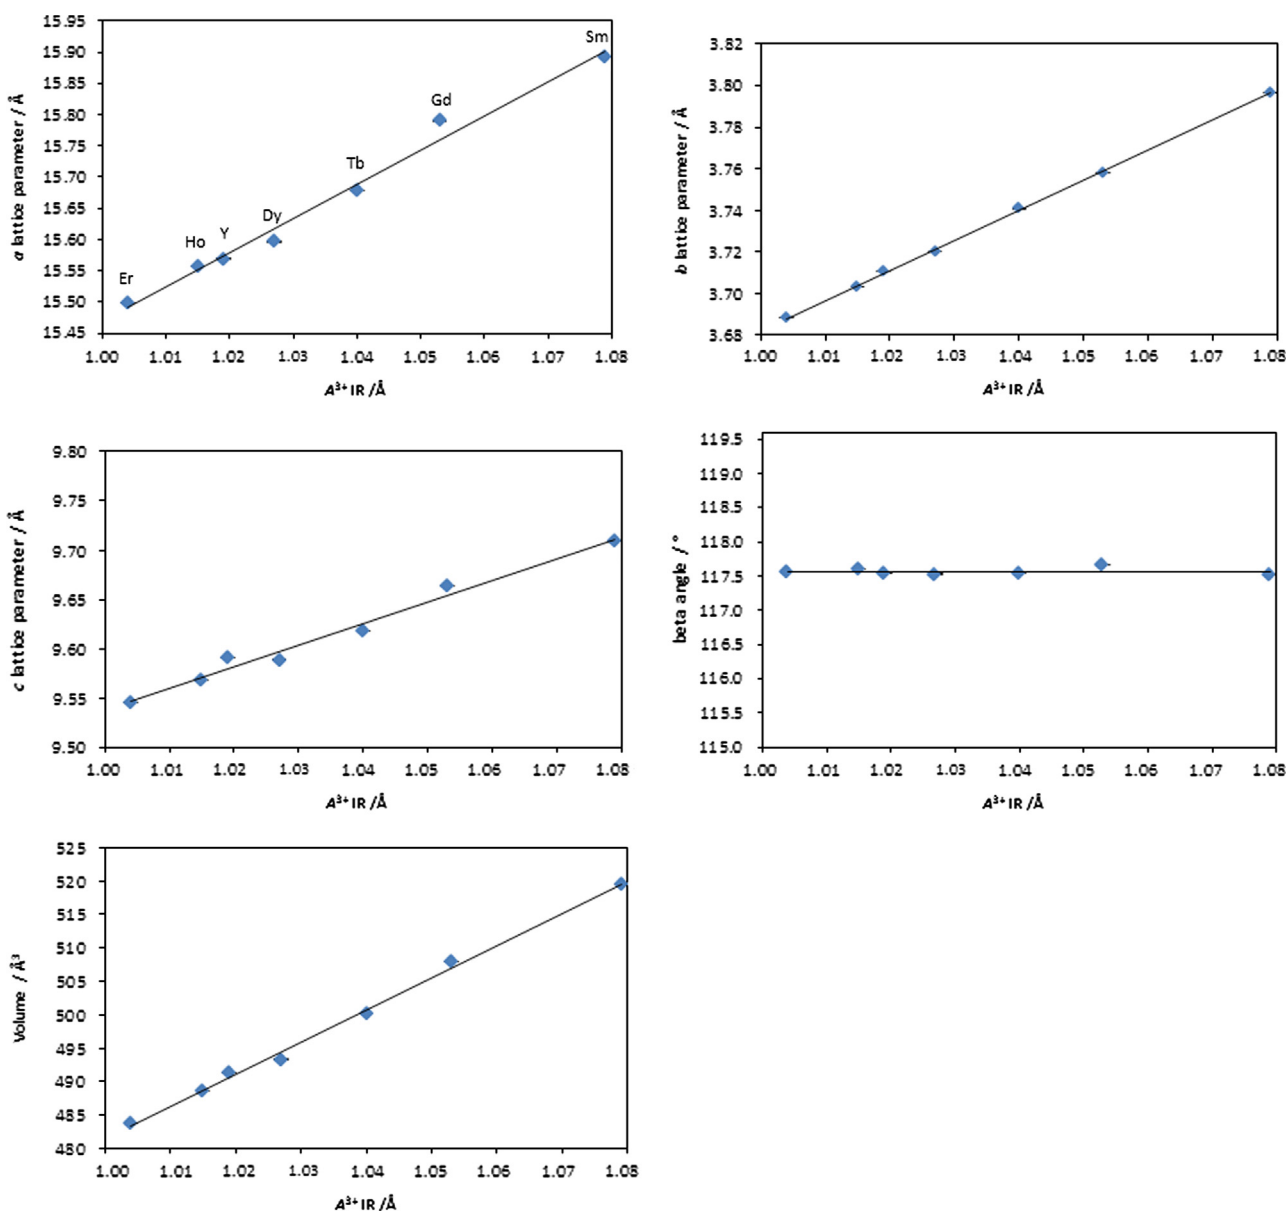 15.95
15.90
15.85
15.80
15.75
15.70
15.65
15.60
15.55
15.50
15.45
a lattice parameter / Å
Er
Ho
Y
Dy
Tb
Gd
Sm
1.00 1.01 1.02 1.03 1.04 1.05 1.06 1.07 1.08
A³⁺ IR /Å
3.82
3.80
3.78
3.76
3.74
3.72
3.70
3.68
b lattice parameter / Å
1.00 1.01 1.02 1.03 1.04 1.05 1.06 1.07 1.08
A³⁺ IR /Å
9.80
9.75
9.70
9.65
9.60
9.55
9.50
c lattice parameter / Å
1.00 1.01 1.02 1.03 1.04 1.05 1.06 1.07 1.08
A³⁺ IR /Å
119.5
119.0
118.5
118.0
117.5
117.0
116.5
116.0
115.5
115.0
beta angle / °
1.00 1.01 1.02 1.03 1.04 1.05 1.06 1.07 1.08
A³⁺ IR /Å
525
520
515
510
505
500
495
490
485
480
Volume / Å³
1.00 1.01 1.02 1.03 1.04 1.05 1.06 1.07 1.08
A³⁺ IR /Å